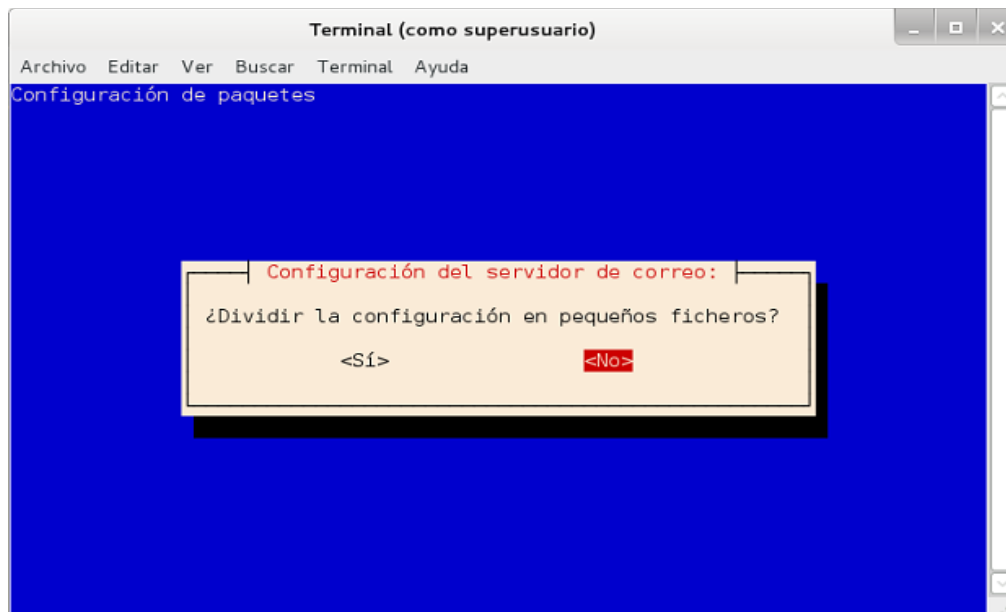 Terminal (como superusuario)
Archivo Editar Ver Buscar Terminal Ayuda
Configuración de paquetes
Configuración del servidor de correo:
¿Dividir la configuración en pequeños ficheros?
<Sí> <No>